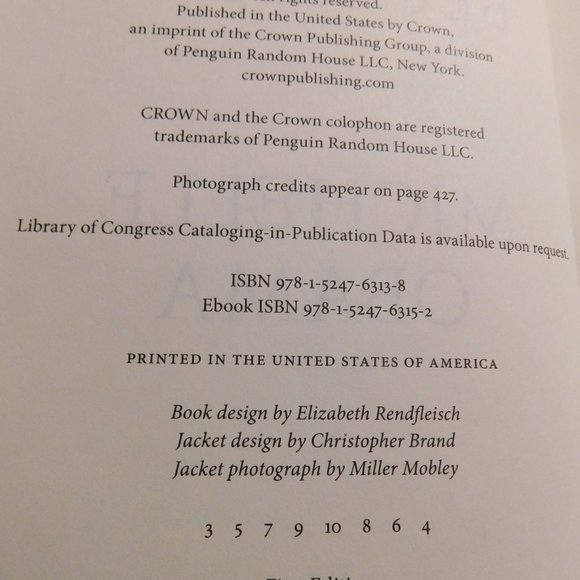 rights reserved.
Published in the United States by Crown,
an imprint of the Crown Publishing Group, a division
of Penguin Random House LLC, New York.
crownpublishing.com
CROWN and the Crown colophon are registered
trademarks of Penguin Random House LLC.
Photograph credits appear on page 427.
Library of Congress Cataloging-in-Publication Data is available upon request.
ISBN 978-1-5247-6313-8
Ebook ISBN 978-1-5247-6315-2
PRINTED IN THE UNITED STATES OF AMERICA
Book design by Elizabeth Rendfleisch
Jacket design by Christopher Brand
Jacket photograph by Miller Mobley
3 5 7 9 10 8 6 4